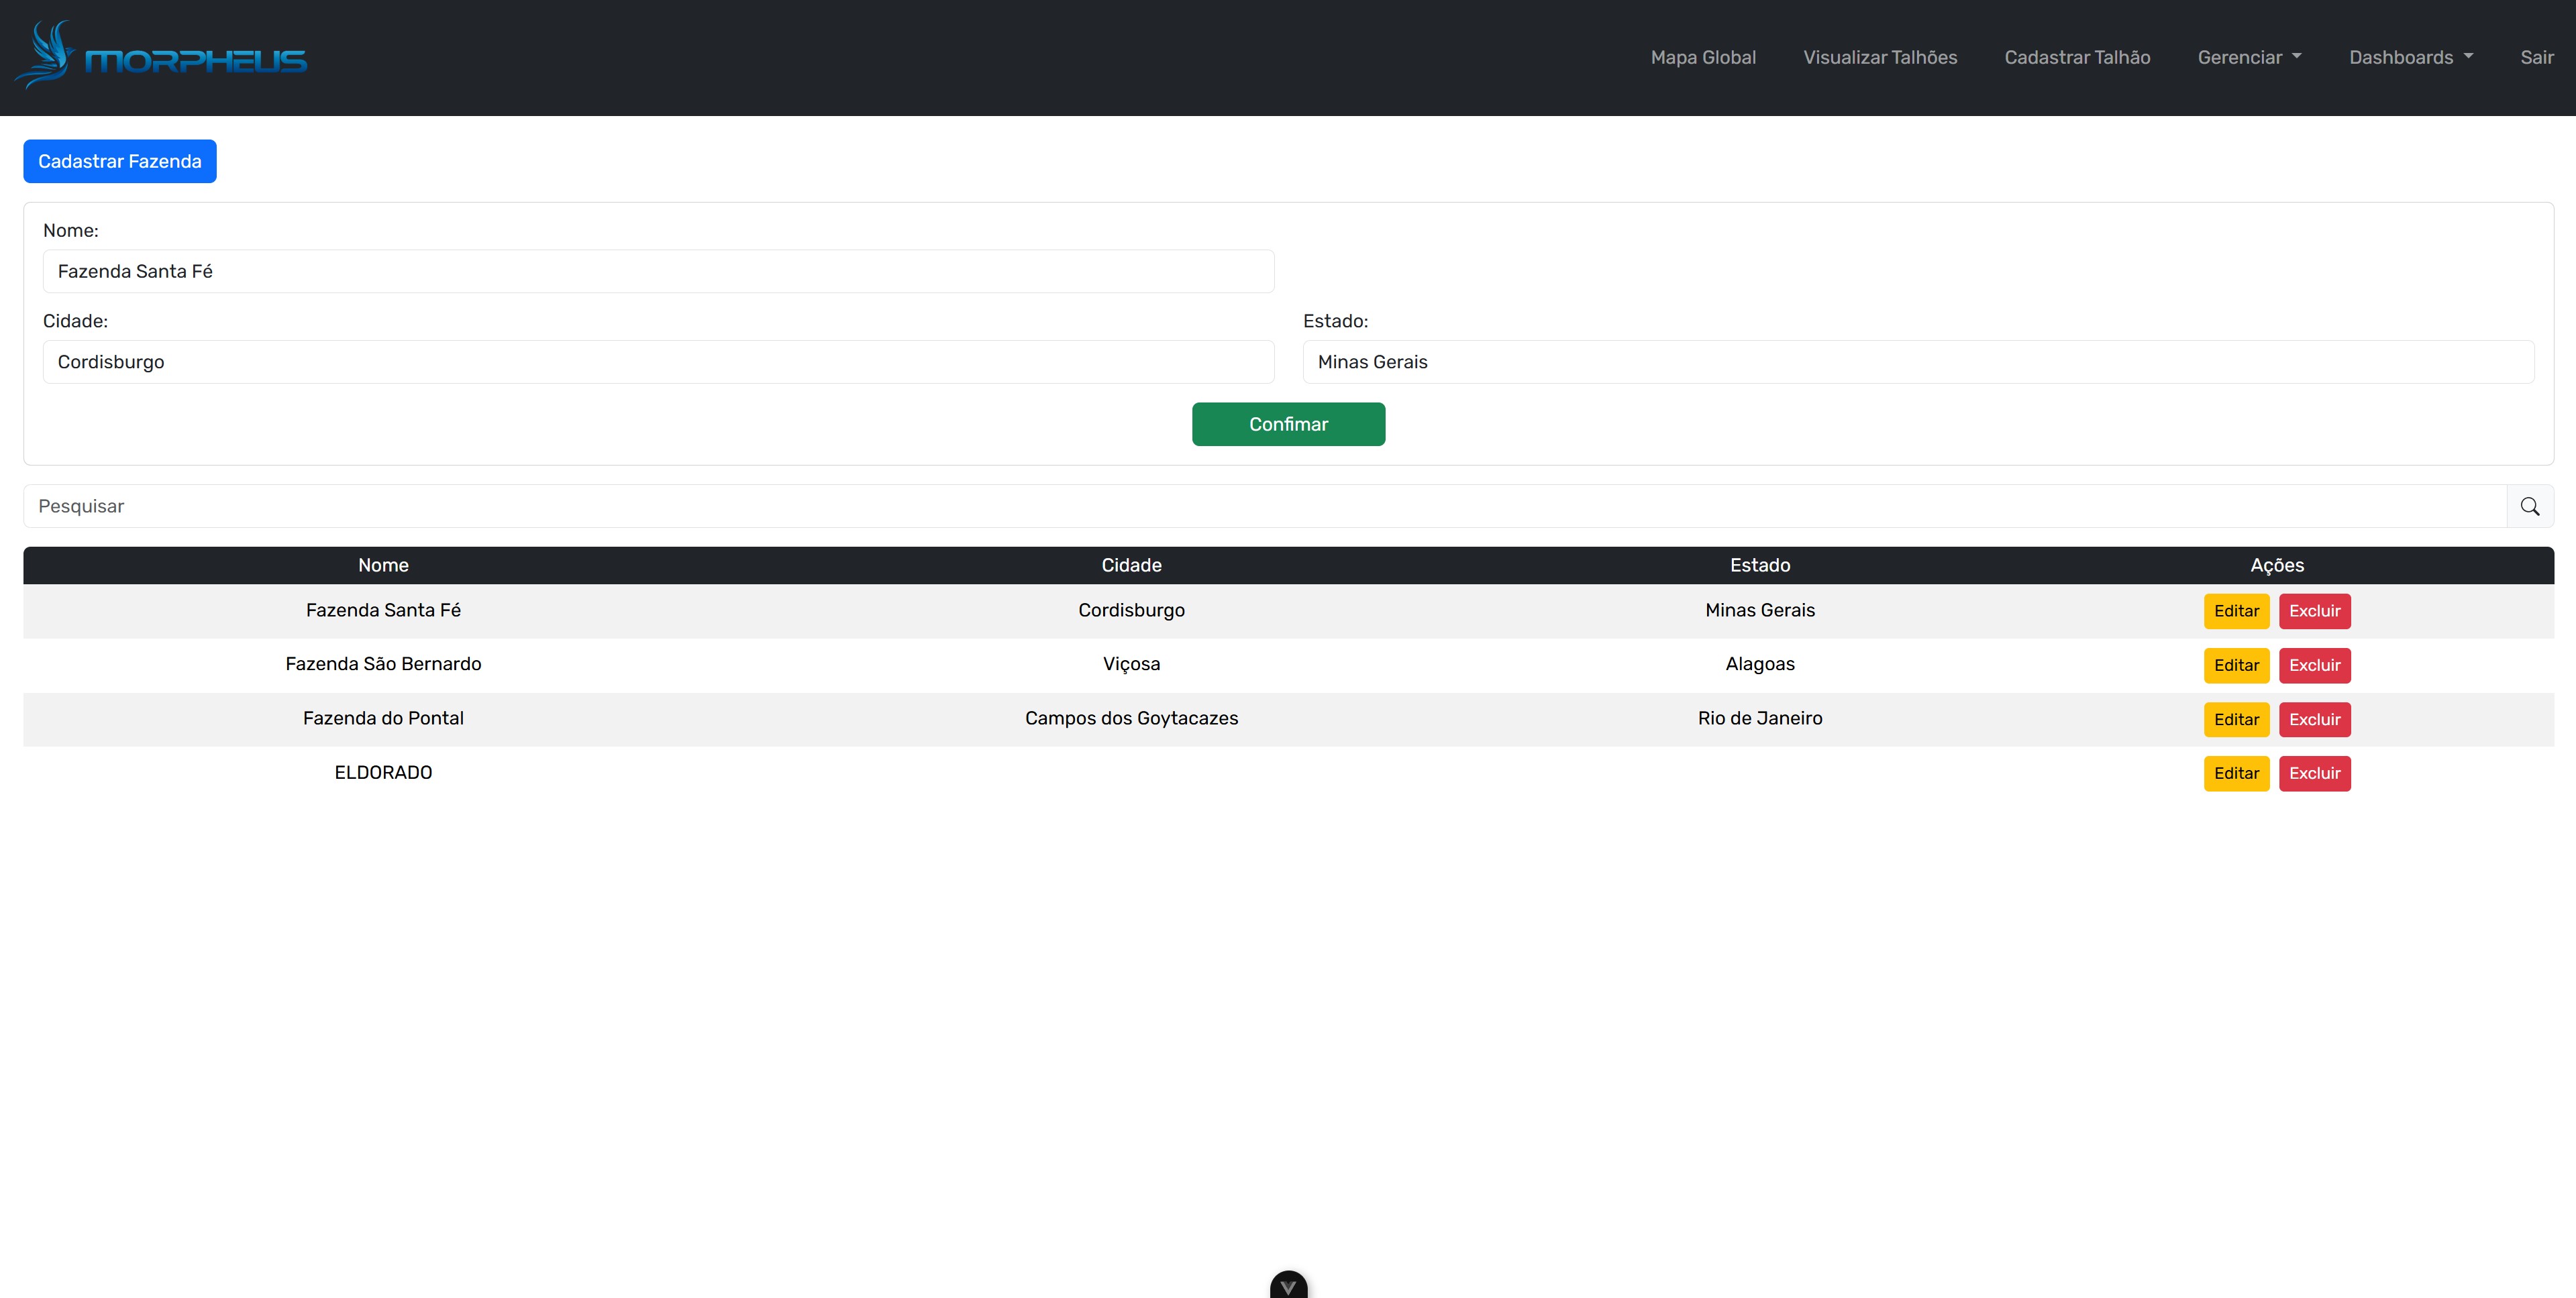 MORPHEUS
Mapa Global Visualizar Talhões Cadastrar Talhão Gerenciar Dashboards Sair
Cadastrar Fazenda
Nome:
Fazenda Santa Fé
Cidade: Estado:
Cordisburgo Minas Gerais
Confimar
Pesquisar
Nome Cidade Estado Ações
Fazenda Santa Fé Cordisburgo Minas Gerais Editar Excluir
Fazenda São Bernardo Viçosa Alagoas Editar Excluir
Fazenda do Pontal Campos dos Goytacazes Rio de Janeiro Editar Excluir
ELDORADO Editar Excluir